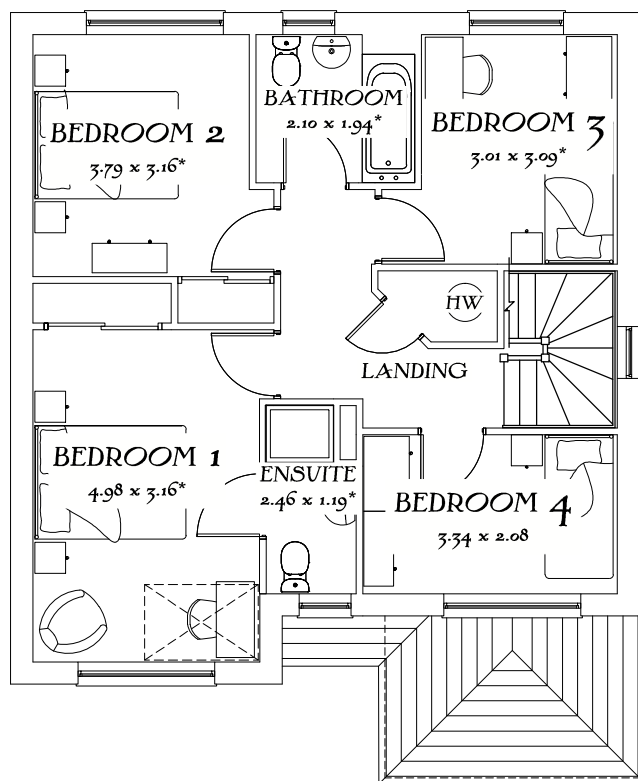 BATHROOM
2.10 x 1.94*
BEDROOM 2
3.79 x 3.16*
BEDROOM 3
3.01 x 3.09*
HW
LANDING
BEDROOM 1
4.98 x 3.16*
ENSUITE
2.46 x 1.19*
BEDROOM 4
3.34 x 2.08